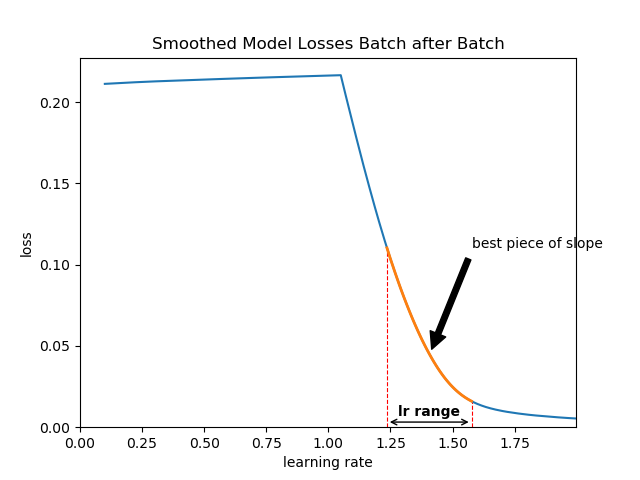 Smoothed Model Losses Batch after Batch
0.20
0.15
0.10
0.05
0.00
loss
best piece of slope
lr range
0.00 0.25 0.50 0.75 1.00 1.25 1.50 1.75
learning rate